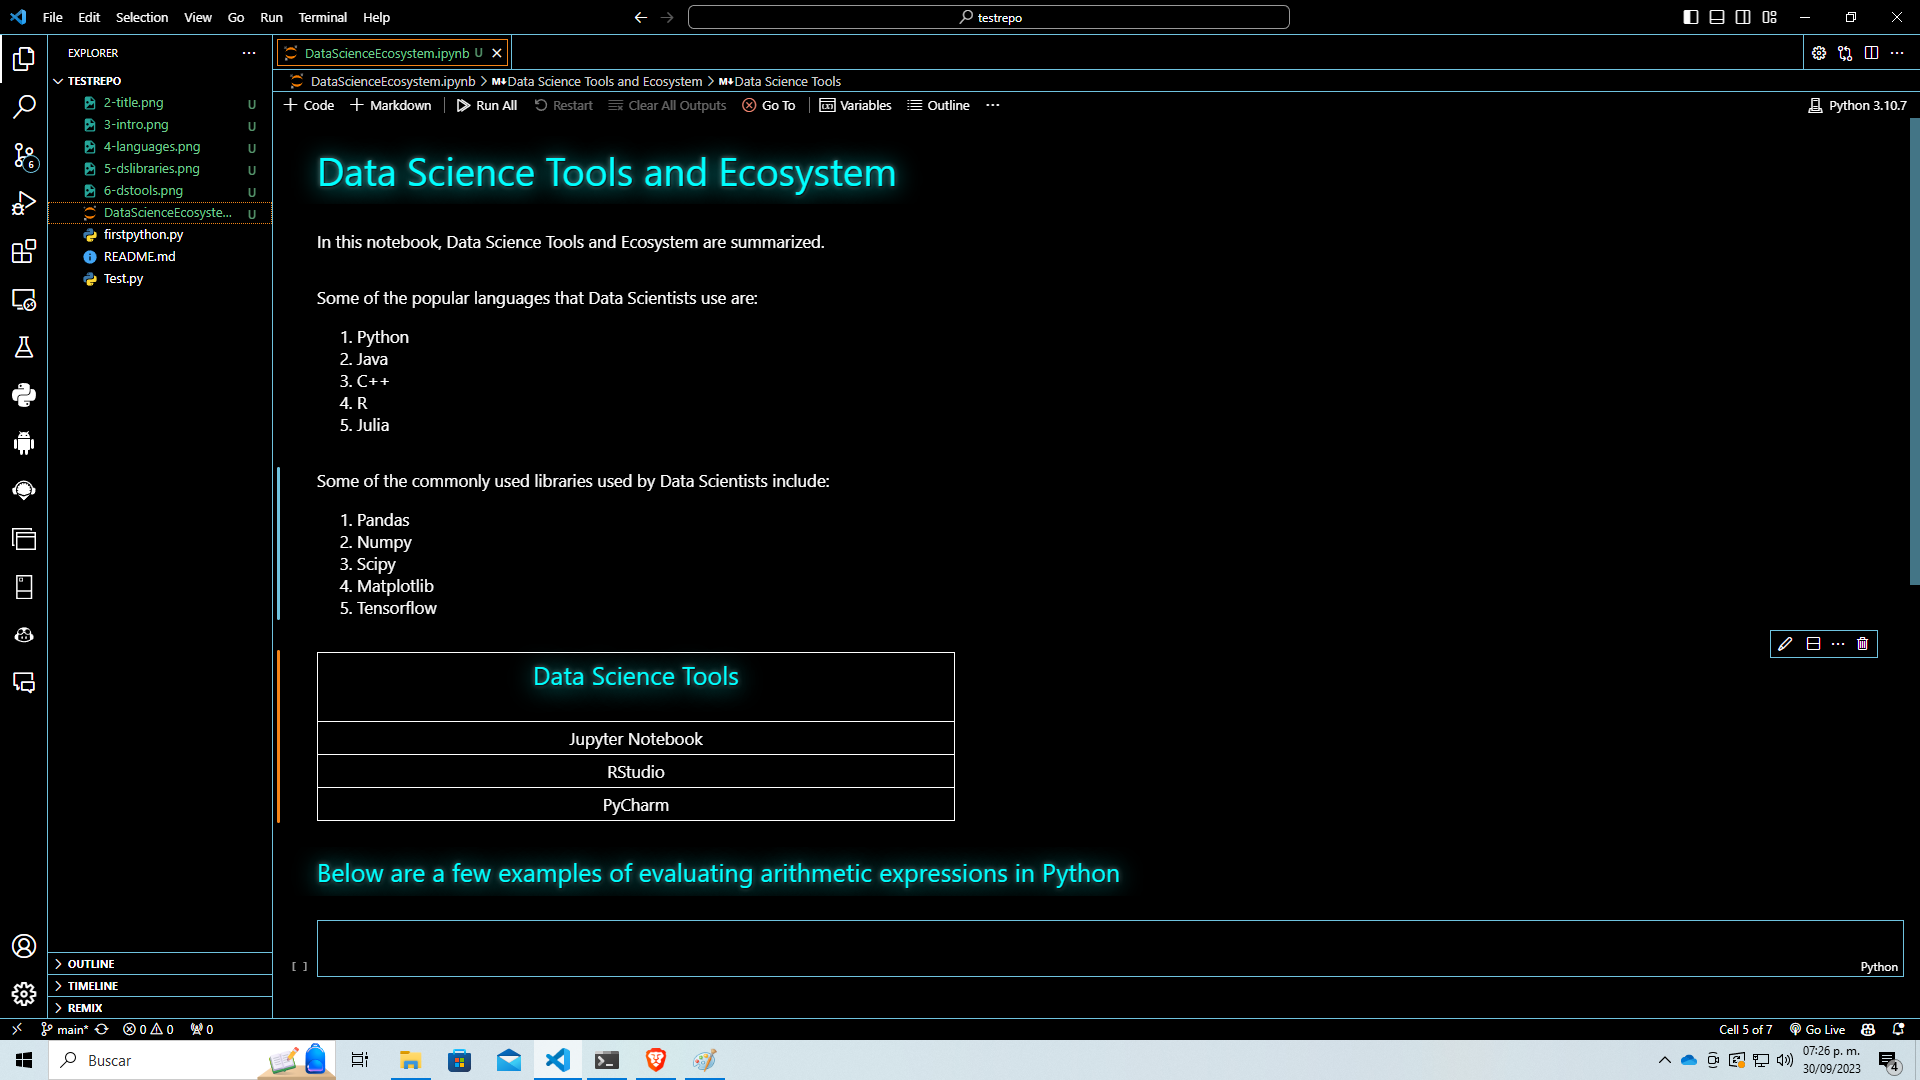 File Edit Selection View Go Run Terminal Help
testrepo
EXPLORER
TESTREPO
2-title.png U
3-intro.png U
4-languages.png U
5-dslibraries.png U
6-dstools.png U
DataScienceEcosyste... U
firstpython.py
README.md
Test.py
OUTLINE
TIMELINE
REMIX
DataScienceEcosystem.ipynb U
DataScienceEcosystem.ipynb > M↓Data Science Tools and Ecosystem > M↓Data Science Tools
+ Code + Markdown Run All Restart Clear All Outputs Go To Variables Outline ... Python 3.10.7
Data Science Tools and Ecosystem
In this notebook, Data Science Tools and Ecosystem are summarized.
Some of the popular languages that Data Scientists use are:
1. Python
2. Java
3. C++
4. R
5. Julia
Some of the commonly used libraries used by Data Scientists include:
1. Pandas
2. Numpy
3. Scipy
4. Matplotlib
5. Tensorflow
Data Science Tools
Jupyter Notebook
RStudio
PyCharm
Below are a few examples of evaluating arithmetic expressions in Python
[ ]
Python
6
main* 0 0 0 Cell 5 of 7 Go Live
Buscar
07:26 p. m.
30/09/2023
4